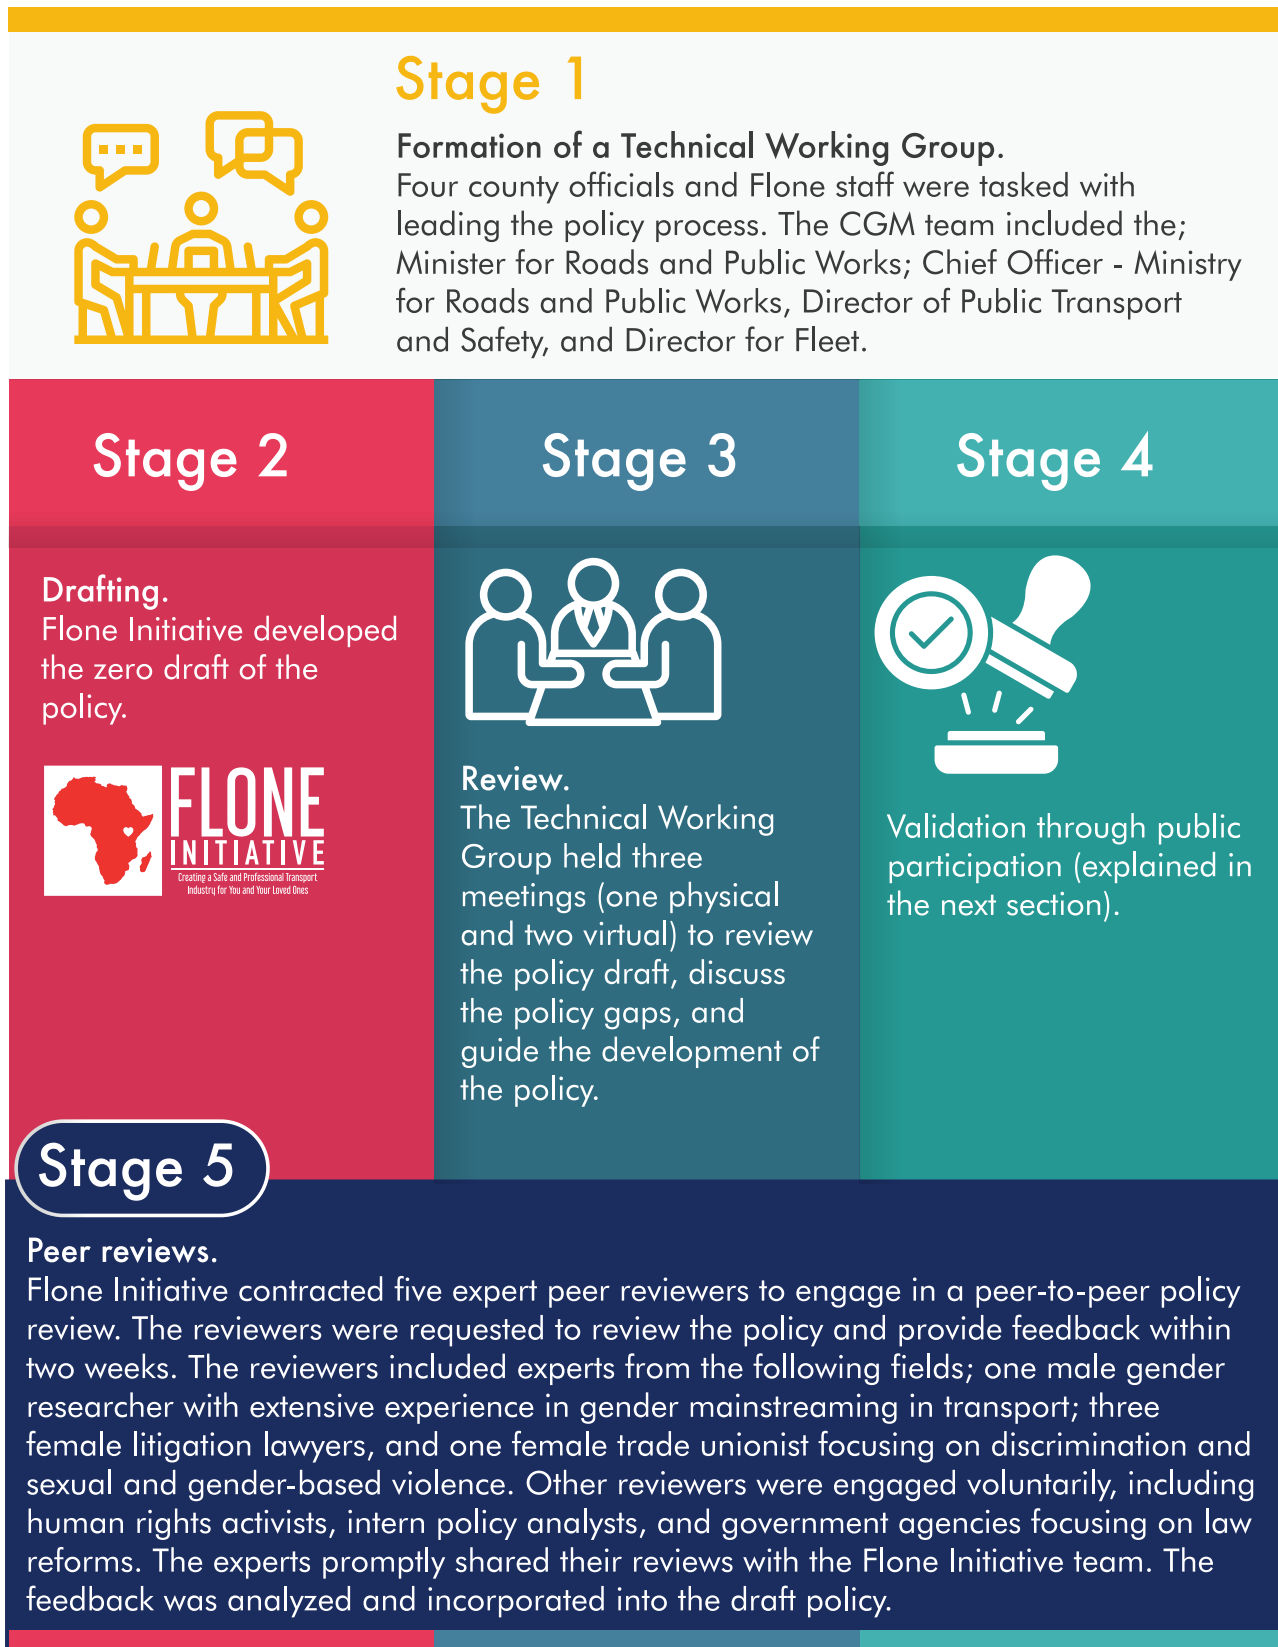 Stage 1
Formation of a Technical Working Group.
Four county officials and Flone staff were tasked with
leading the policy process. The CGM team included the;
Minister for Roads and Public Works; Chief Officer - Ministry
for Roads and Public Works, Director of Public Transport
and Safety, and Director for Fleet.
Stage 2
Drafting.
Flone Initiative developed
the zero draft of the
policy.
FLONE
INITIATIVE
Creating a Safe and Professional Transport
Industry for You and Your Loved Ones
Stage 3
Review.
The Technical Working
Group held three
meetings (one physical
and two virtual) to review
the policy draft, discuss
the policy gaps, and
guide the development of
the policy.
Stage 4
Validation through public
participation (explained in
the next section).
Stage 5
Peer reviews.
Flone Initiative contracted five expert peer reviewers to engage in a peer-to-peer policy
review. The reviewers were requested to review the policy and provide feedback within
two weeks. The reviewers included experts from the following fields; one male gender
researcher with extensive experience in gender mainstreaming in transport; three
female litigation lawyers, and one female trade unionist focusing on discrimination and
sexual and gender-based violence. Other reviewers were engaged voluntarily, including
human rights activists, intern policy analysts, and government agencies focusing on law
reforms. The experts promptly shared their reviews with the Flone Initiative team. The
feedback was analyzed and incorporated into the draft policy.